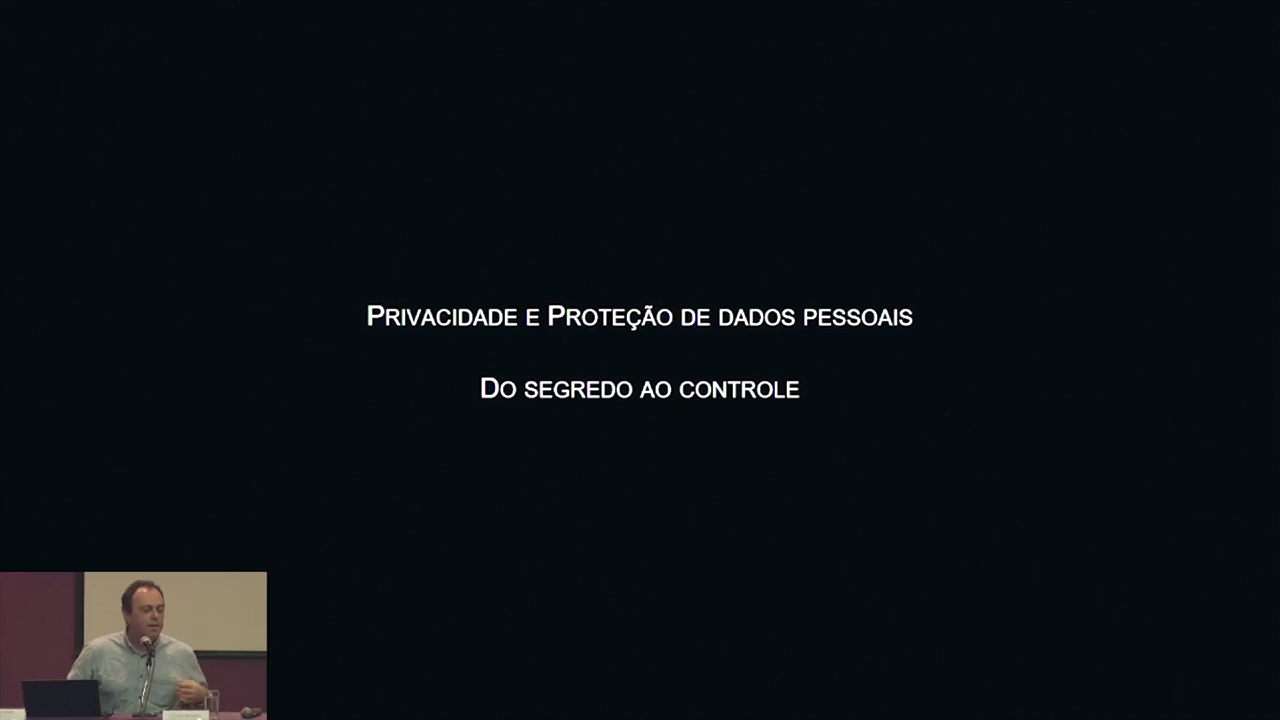 Privacidade e Proteção de dados pessoais
Do segredo ao controle